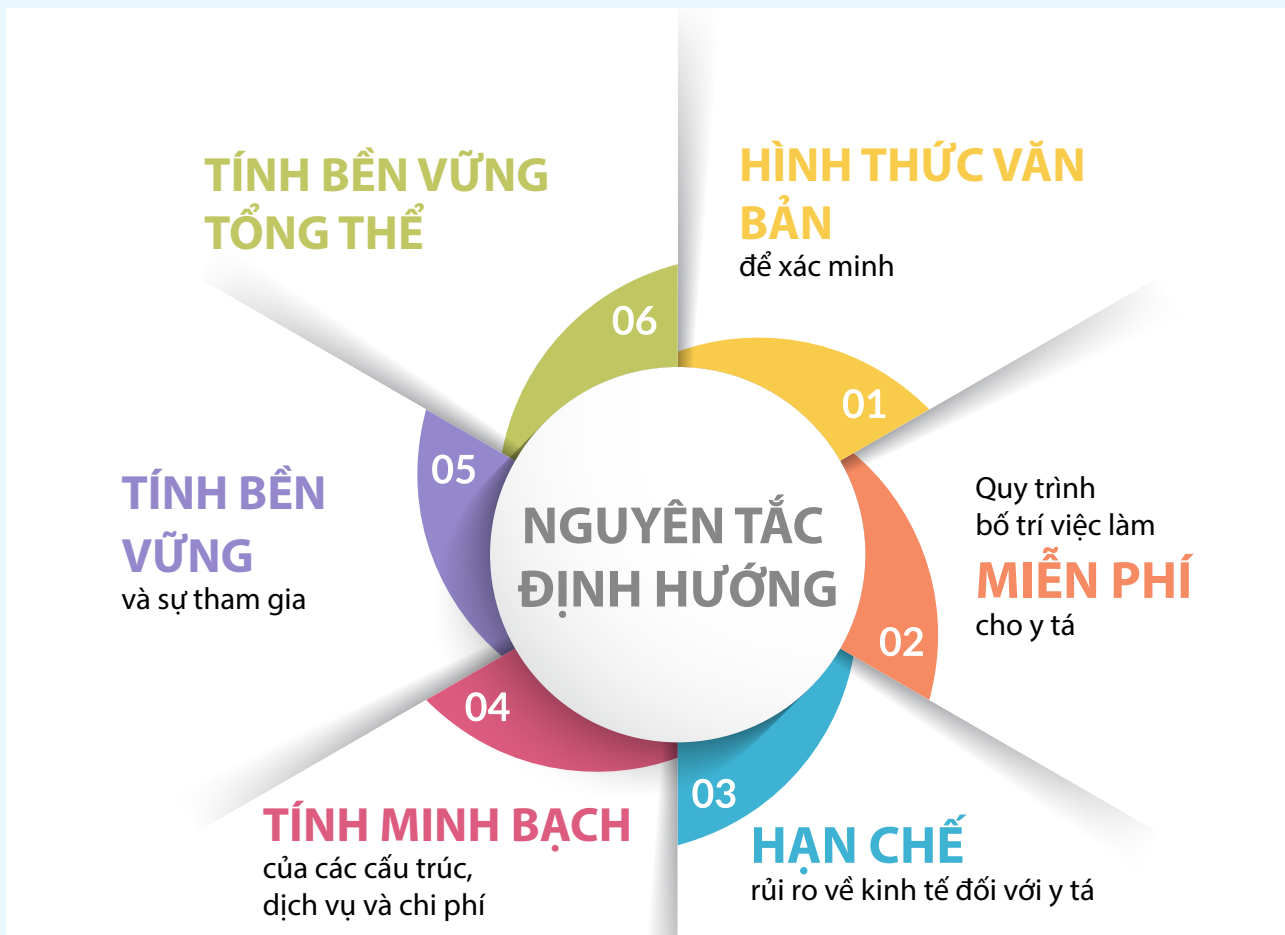 NGUYÊN TẮC
ĐỊNH HƯỚNG
01
HÌNH THỨC VĂN
BẢN
để xác minh
02
Quy trình
bố trí việc làm
MIỄN PHÍ
cho y tá
03
HẠN CHẾ
rủi ro về kinh tế đối với y tá
04
TÍNH MINH BẠCH
của các cấu trúc,
dịch vụ và chi phí
05
TÍNH BỀN
VỮNG
và sự tham gia
06
TÍNH BỀN VỮNG
TỔNG THỂ